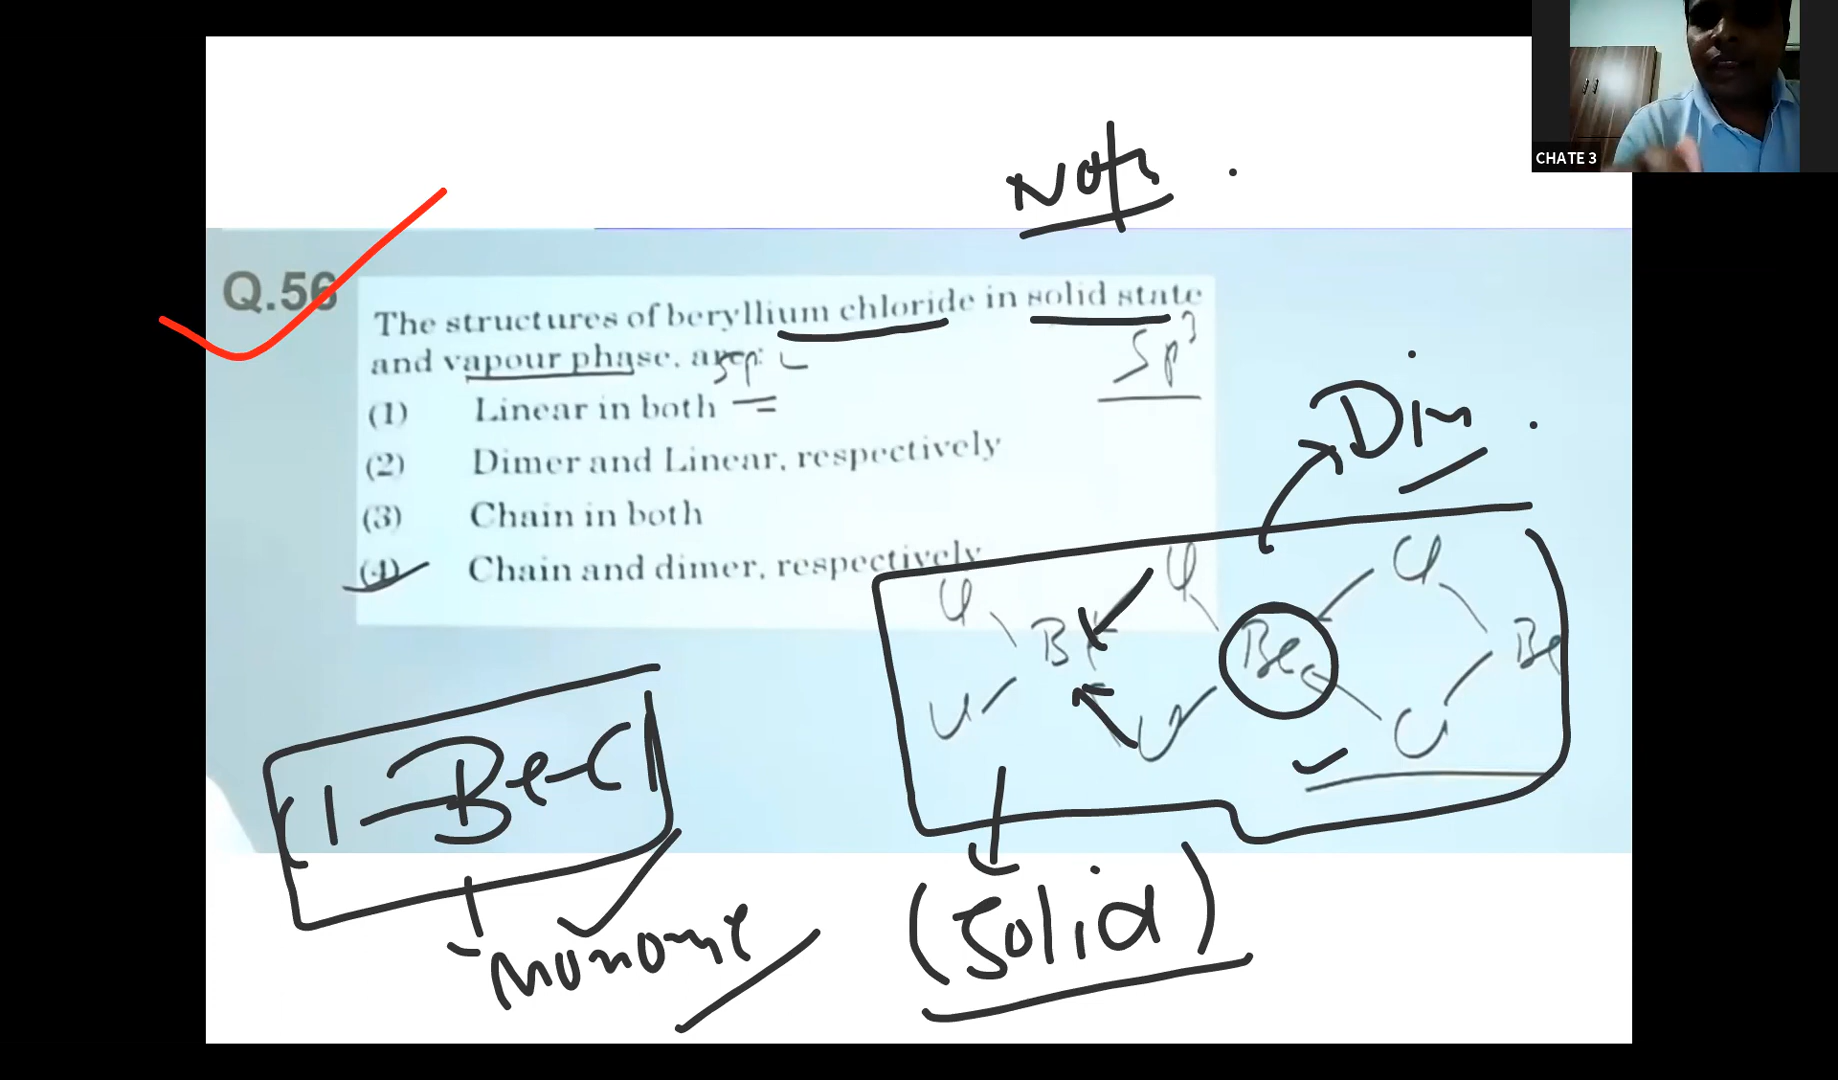 CHATE 3
Note
Q.56
The structures of beryllium chloride in solid state
and vapour phase, are:
Sp³
(1) Linear in both
Dim
(2) Dimer and Linear, respectively
(3) Chain in both
(4) Chain and dimer, respectively
Cl Cl Cl
Be Be Be
Cl Cl Cl
Cl-Be-Cl
(Solid)